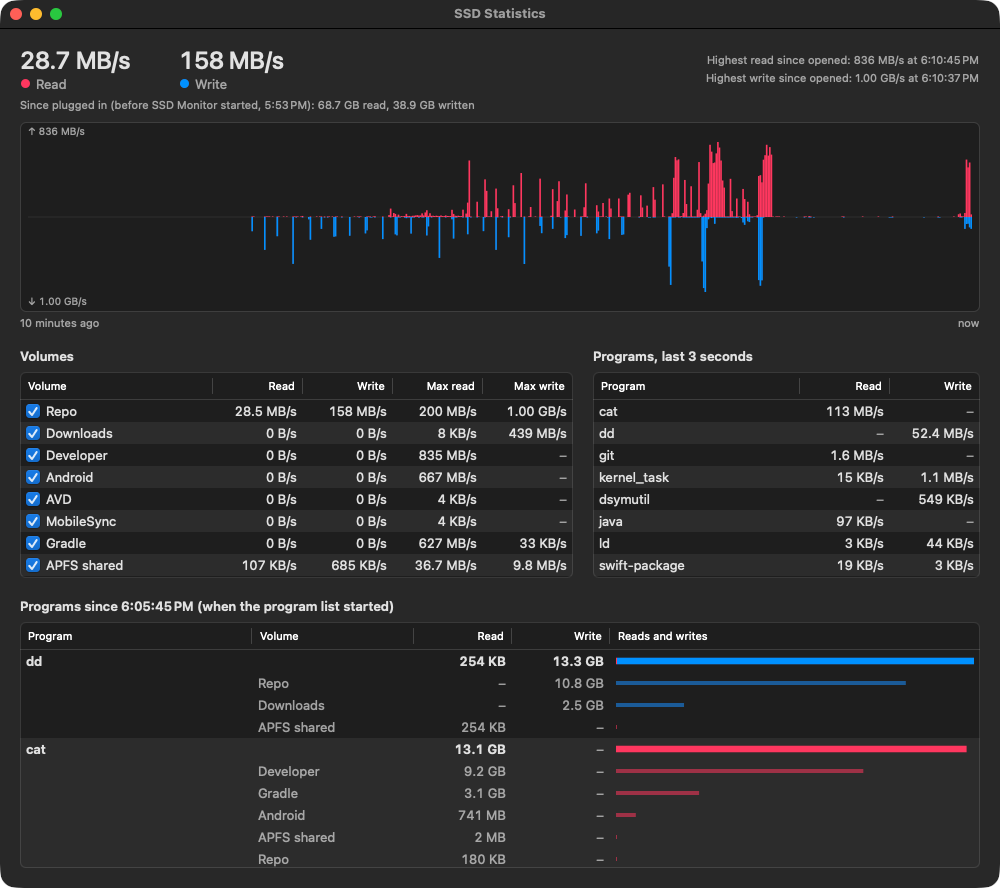 SSD Statistics
28.7 MB/s 158 MB/s
Read Write
Highest read since opened: 836 MB/s at 6:10:45 PM
Highest write since opened: 1.00 GB/s at 6:10:37 PM
Since plugged in (before SSD Monitor started, 5:53 PM): 68.7 GB read, 38.9 GB written
↑ 836 MB/s
↓ 1.00 GB/s
10 minutes ago now
Volumes
Volume Read Write Max read Max write
Repo 28.5 MB/s 158 MB/s 200 MB/s 1.00 GB/s
Downloads 0 B/s 0 B/s 8 KB/s 439 MB/s
Developer 0 B/s 0 B/s 835 MB/s –
Android 0 B/s 0 B/s 667 MB/s –
AVD 0 B/s 0 B/s 4 KB/s –
MobileSync 0 B/s 0 B/s 4 KB/s –
Gradle 0 B/s 0 B/s 627 MB/s 33 KB/s
APFS shared 107 KB/s 685 KB/s 36.7 MB/s 9.8 MB/s
Programs, last 3 seconds
Program Read Write
cat 113 MB/s –
dd – 52.4 MB/s
git 1.6 MB/s –
kernel_task 15 KB/s 1.1 MB/s
dsymutil – 549 KB/s
java 97 KB/s –
ld 3 KB/s 44 KB/s
swift-package 19 KB/s 3 KB/s
Programs since 6:05:45 PM (when the program list started)
Program Volume Read Write Reads and writes
dd 254 KB 13.3 GB
Repo – 10.8 GB
Downloads – 2.5 GB
APFS shared 254 KB –
cat 13.1 GB –
Developer 9.2 GB –
Gradle 3.1 GB –
Android 741 MB –
APFS shared 2 MB –
Repo 180 KB –